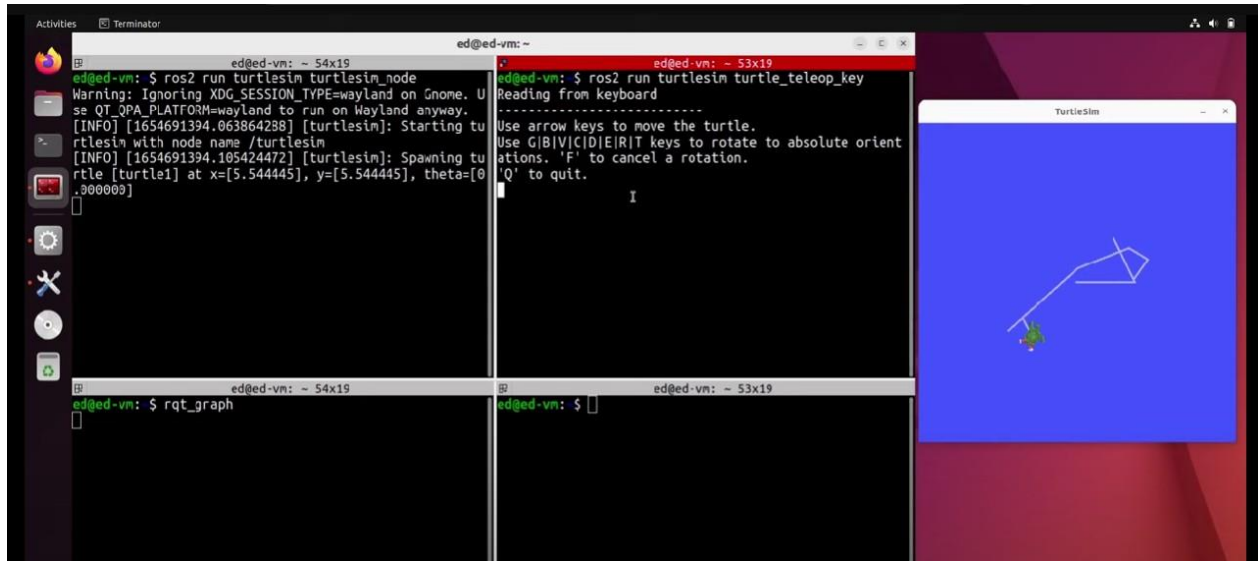 Activities Terminator
ed@ed-vm: ~
ed@ed-vm: ~ 54x19
ed@ed-vm: $ ros2 run turtlesim turtlesim_node
Warning: Ignoring XDG_SESSION_TYPE=wayland on Gnome. U
se QT_QPA_PLATFORM=wayland to run on Wayland anyway.
[INFO] [1654691394.063864288] [turtlesim]: Starting tu
rtlesim with node name /turtlesim
[INFO] [1654691394.105424472] [turtlesim]: Spawning tu
rtle [turtle1] at x=[5.544445], y=[5.544445], theta=[0
.000000]
ed@ed-vm: ~ 53x19
ed@ed-vm: $ ros2 run turtlesim turtle_teleop_key
Reading from keyboard
---------------------------
Use arrow keys to move the turtle.
Use G|B|V|C|D|E|R|T keys to rotate to absolute orient
ations. 'F' to cancel a rotation.
'Q' to quit.
TurtleSim
ed@ed-vm: ~ 54x19
ed@ed-vm: $ rqt_graph
ed@ed-vm: ~ 53x19
ed@ed-vm: $